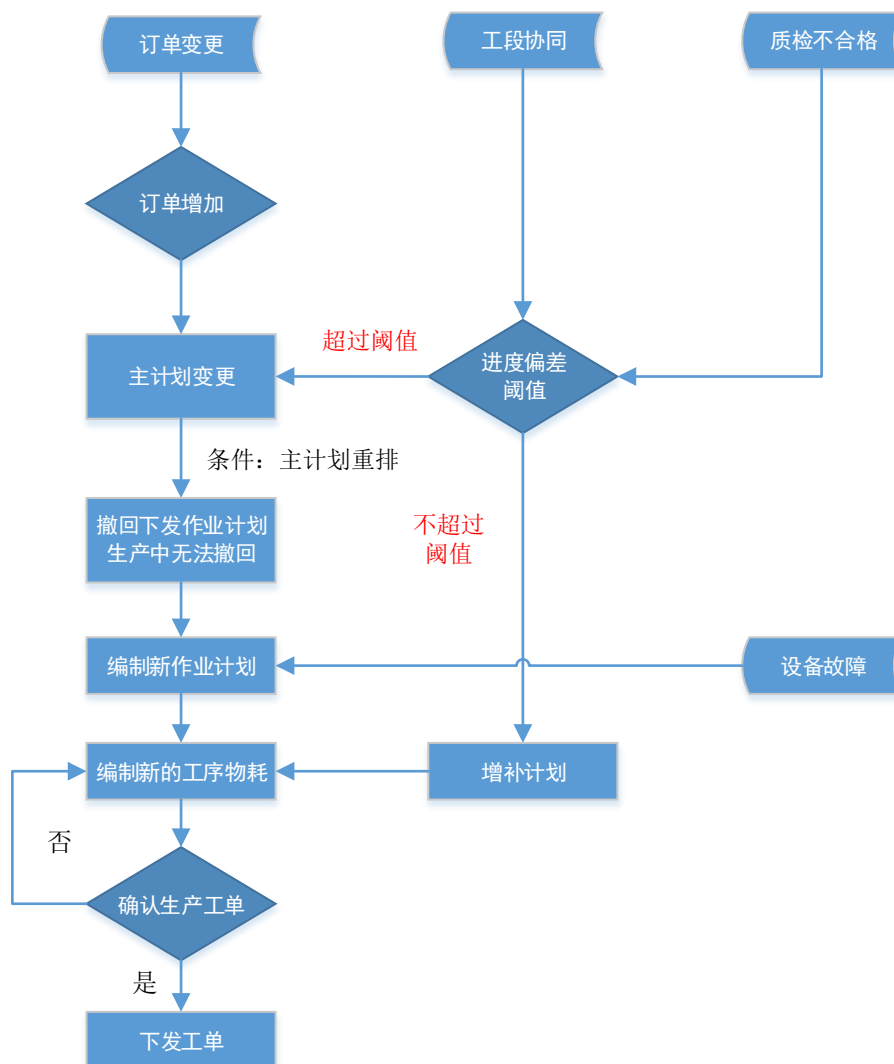 订单变更
工段协同
质检不合格
订单增加
超过阈值
进度偏差
阈值
主计划变更
条件：主计划重排
撤回下发作业计划
生产中无法撤回
不超过
阈值
编制新作业计划
设备故障
编制新的工序物耗
增补计划
否
确认生产工单
是
下发工单